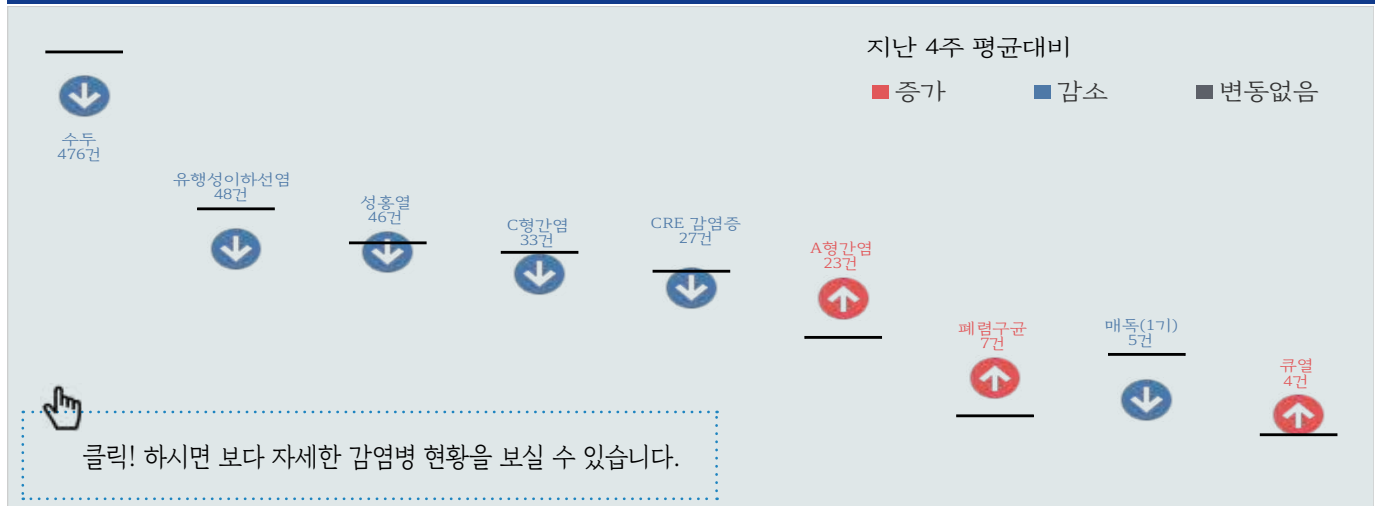 지난 4주 평균대비
증가
감소
변동없음
수두
476건
유행성이하선염
48건
성홍열
46건
C형간염
33건
CRE 감염증
27건
A형간염
23건
폐렴구균
7건
매독(1기)
5건
큐열
4건
클릭! 하시면 보다 자세한 감염병 현황을 보실 수 있습니다.